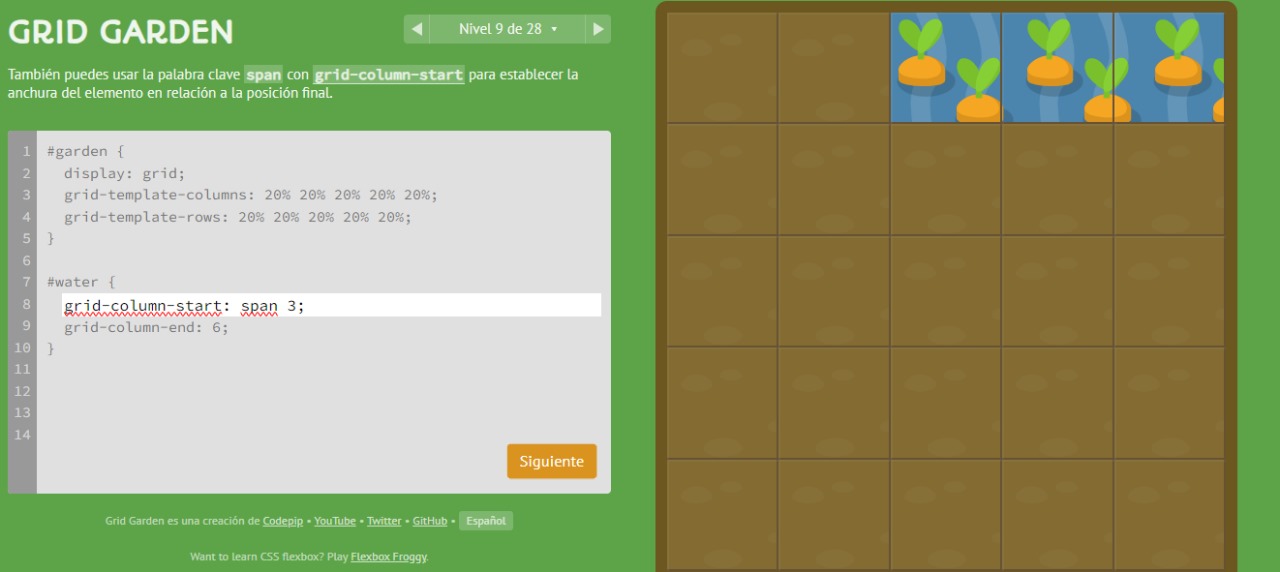 GRID GARDEN
Nivel 9 de 28
También puedes usar la palabra clave span con grid-column-start para establecer la
anchura del elemento en relación a la posición final.
1 #garden {
2 display: grid;
3 grid-template-columns: 20% 20% 20% 20% 20%;
4 grid-template-rows: 20% 20% 20% 20% 20%;
5 }
6
7 #water {
8 grid-column-start: span 3;
9 grid-column-end: 6;
10 }
11
12
13
14
Siguiente
Grid Garden es una creación de Codepip • YouTube • Twitter • GitHub • Español
Want to learn CSS flexbox? Play Flexbox Froggy.